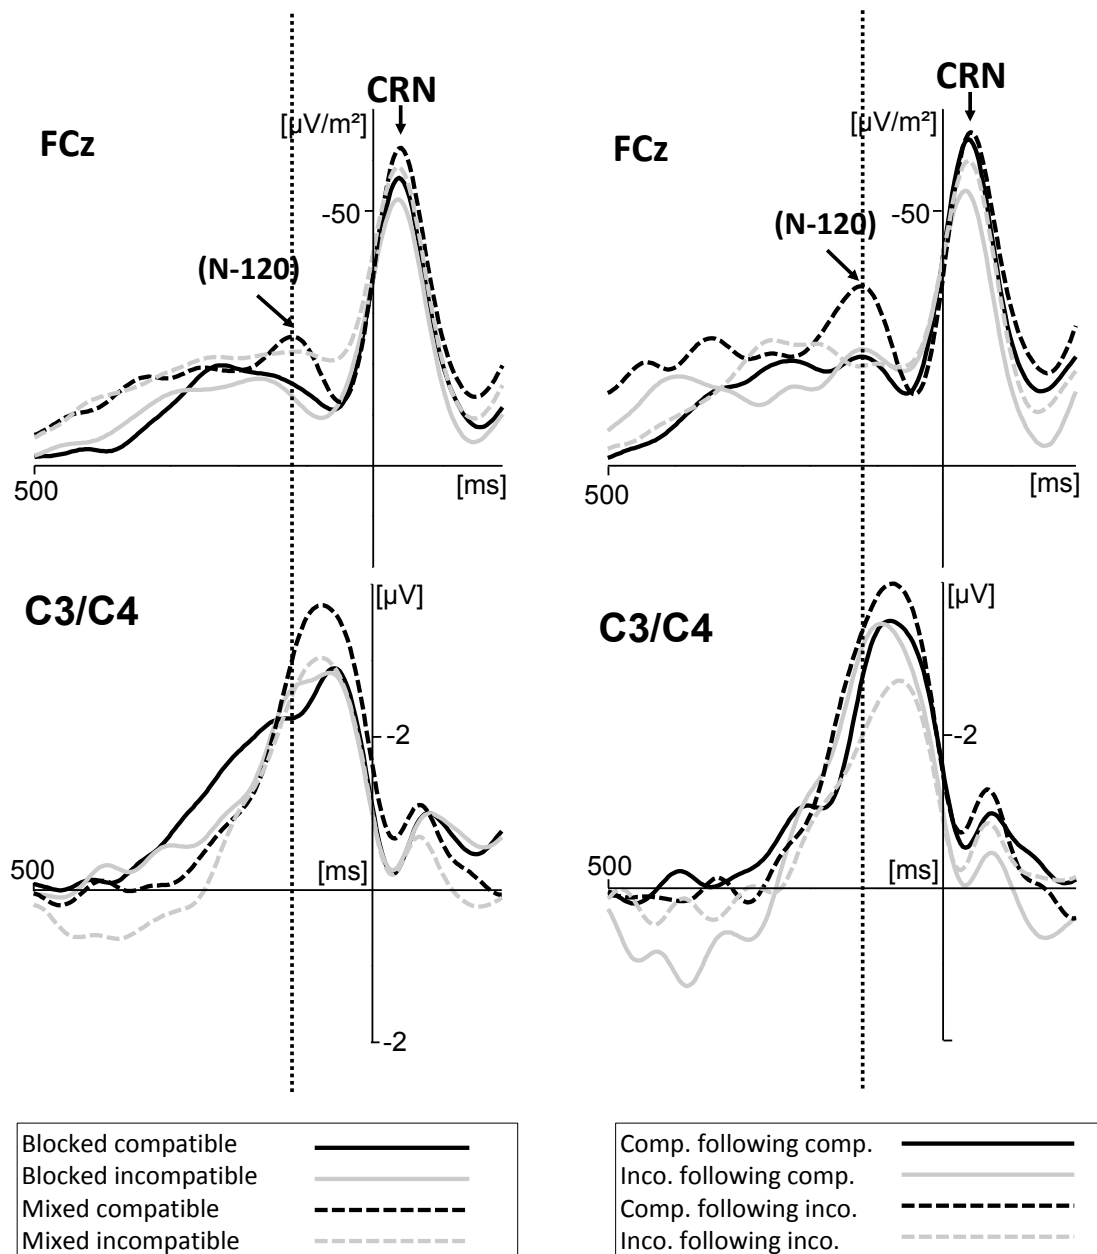 CRN
[µV/m²]
FCz
-50
(N-120)
500
[ms]
C3/C4
[µV]
-2
500
[ms]
-2
Blocked compatible
Blocked incompatible
Mixed compatible
Mixed incompatible
CRN
[µV/m²]
FCz
-50
(N-120)
500
[ms]
C3/C4
[µV]
-2
500
[ms]
-
Comp. following comp.
Inco. following comp.
Comp. following inco.
Inco. following inco.